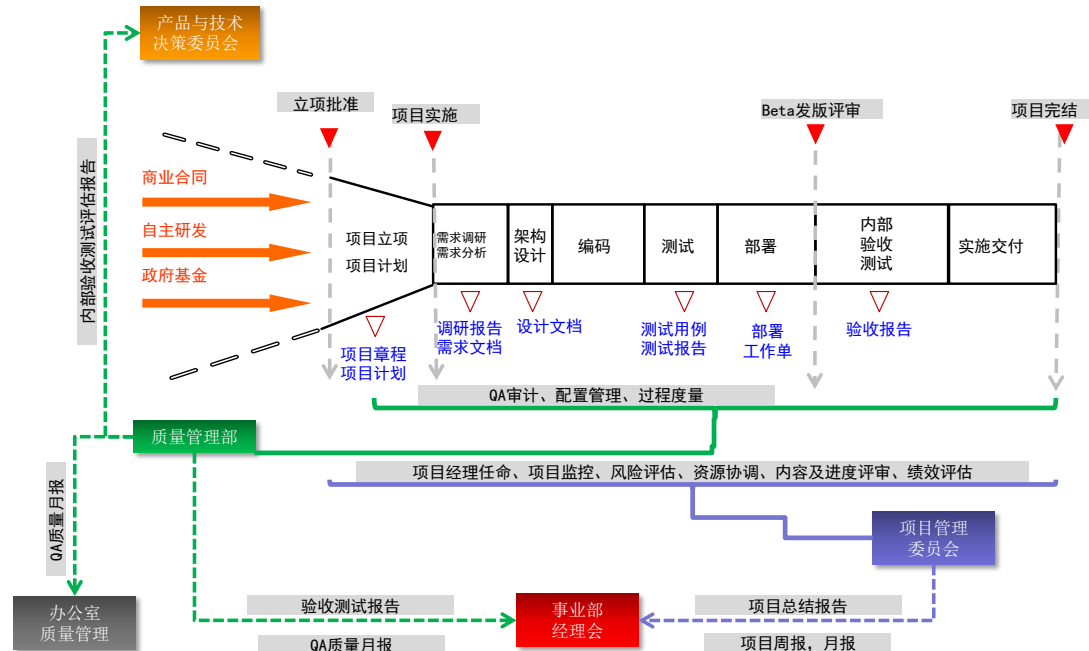 产品与技术
决策委员会
立项批准
项目实施
Beta发版评审
项目完结
内部验收测试评估报告
商业合同
自主研发
政府基金
项目立项
项目计划
需求调研
需求分析
架构
设计
编码
测试
部署
内部
验收
测试
实施交付
项目章程
项目计划
调研报告
需求文档
设计文档
测试用例
测试报告
部署
工作单
验收报告
QA审计、配置管理、过程度量
质量管理部
项目经理任命、项目监控、风险评估、资源协调、内容及进度评审、绩效评估
QA质量月报
项目管理
委员会
办公室
质量管理
验收测试报告
QA质量月报
事业部
经理会
项目总结报告
项目周报，月报